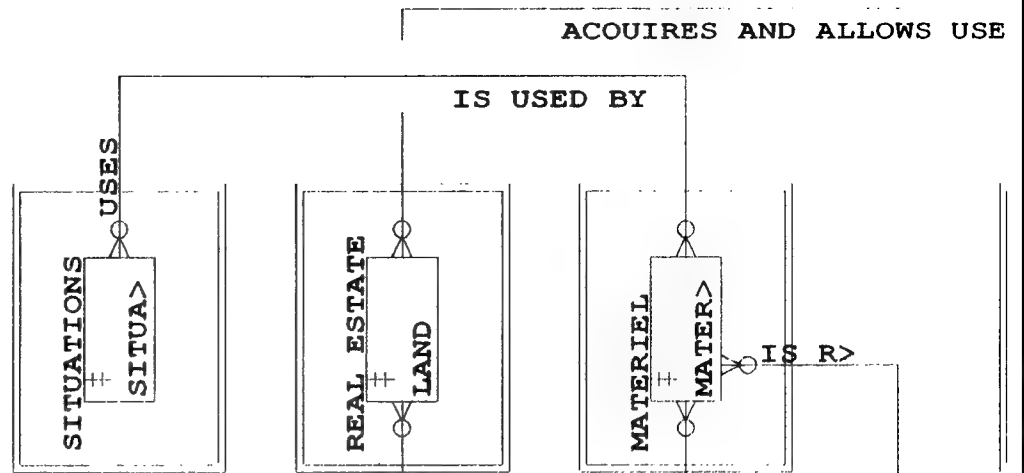 ACOUIRES AND ALLOWS USE
IS USED BY
USES
SITUATIONS
SITUA>
REAL ESTATE
LAND
MATERIEL
MATER>
IS R>